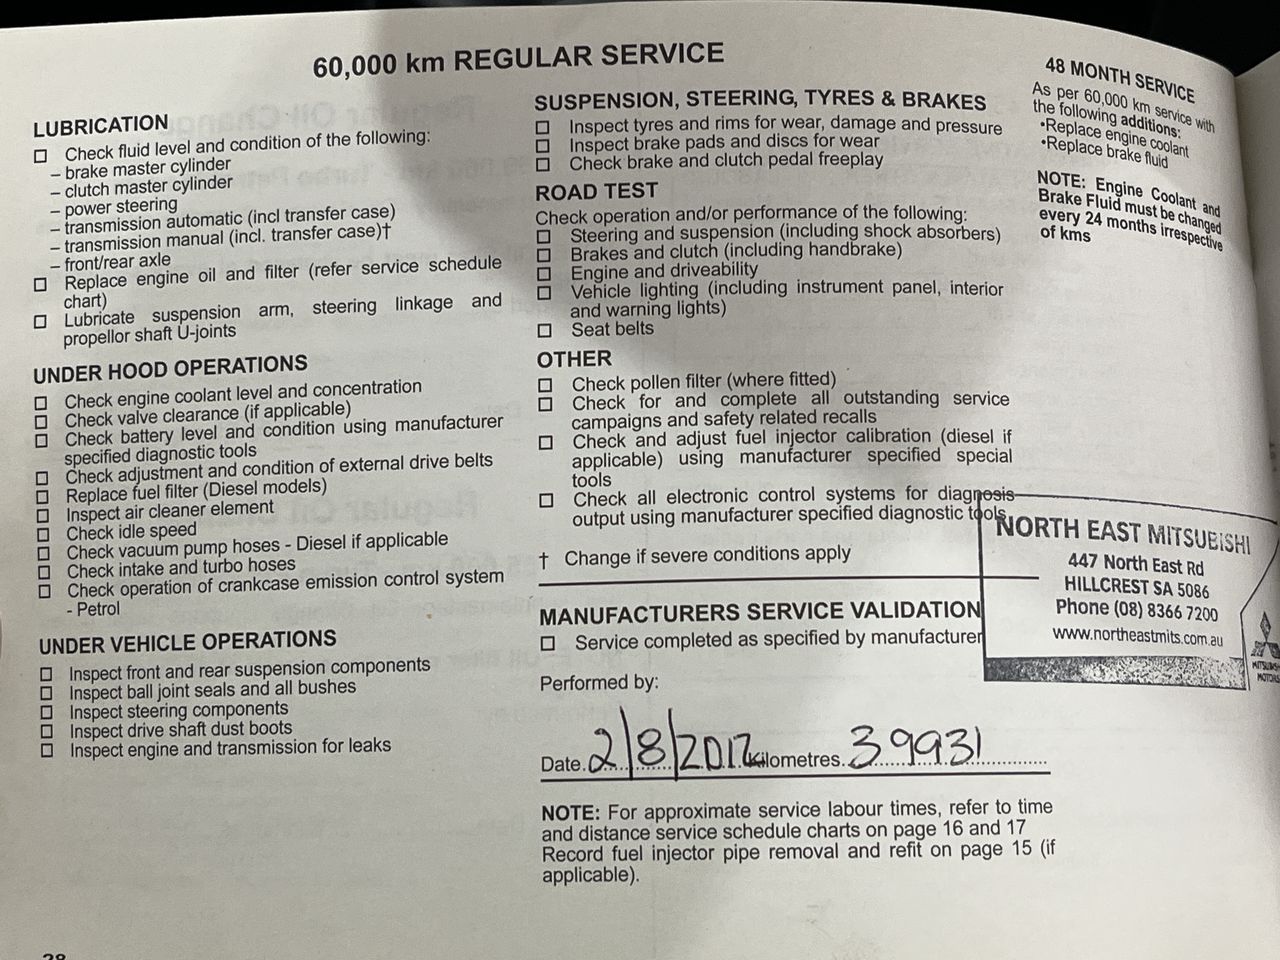 60,000 km REGULAR SERVICE
LUBRICATION
☐ Check fluid level and condition of the following:
– brake master cylinder
– clutch master cylinder
– power steering
– transmission automatic (incl transfer case)
– transmission manual (incl. transfer case)†
– front/rear axle
☐ Replace engine oil and filter (refer service schedule
chart)
☐ Lubricate suspension arm, steering linkage and
propellor shaft U-joints
UNDER HOOD OPERATIONS
☐ Check engine coolant level and concentration
☐ Check valve clearance (if applicable)
☐ Check battery level and condition using manufacturer
specified diagnostic tools
☐ Check adjustment and condition of external drive belts
☐ Replace fuel filter (Diesel models)
☐ Inspect air cleaner element
☐ Check idle speed
☐ Check vacuum pump hoses - Diesel if applicable
☐ Check intake and turbo hoses
☐ Check operation of crankcase emission control system
- Petrol
UNDER VEHICLE OPERATIONS
☐ Inspect front and rear suspension components
☐ Inspect ball joint seals and all bushes
☐ Inspect steering components
☐ Inspect drive shaft dust boots
☐ Inspect engine and transmission for leaks
SUSPENSION, STEERING, TYRES & BRAKES
☐ Inspect tyres and rims for wear, damage and pressure
☐ Inspect brake pads and discs for wear
☐ Check brake and clutch pedal freeplay
ROAD TEST
Check operation and/or performance of the following:
☐ Steering and suspension (including shock absorbers)
☐ Brakes and clutch (including handbrake)
☐ Engine and driveability
☐ Vehicle lighting (including instrument panel, interior
and warning lights)
☐ Seat belts
OTHER
☐ Check pollen filter (where fitted)
☐ Check for and complete all outstanding service
campaigns and safety related recalls
☐ Check and adjust fuel injector calibration (diesel if
applicable) using manufacturer specified special
tools
☐ Check all electronic control systems for diagnosis
output using manufacturer specified diagnostic tools
† Change if severe conditions apply
MANUFACTURERS SERVICE VALIDATION
☐ Service completed as specified by manufacturer
Performed by:
Date. 2/8/2017 Kilometres. 39931
NOTE: For approximate service labour times, refer to time
and distance service schedule charts on page 16 and 17
Record fuel injector pipe removal and refit on page 15 (if
applicable).
48 MONTH SERVICE
As per 60,000 km service with
the following additions:
•Replace engine coolant
•Replace brake fluid
NOTE: Engine Coolant and
Brake Fluid must be changed
every 24 months irrespective
of kms
NORTH EAST MITSUBISHI
447 North East Rd
HILLCREST SA 5086
Phone (08) 8366 7200
www.northeastmits.com.au
MITSUBISHI
MOTORS
28